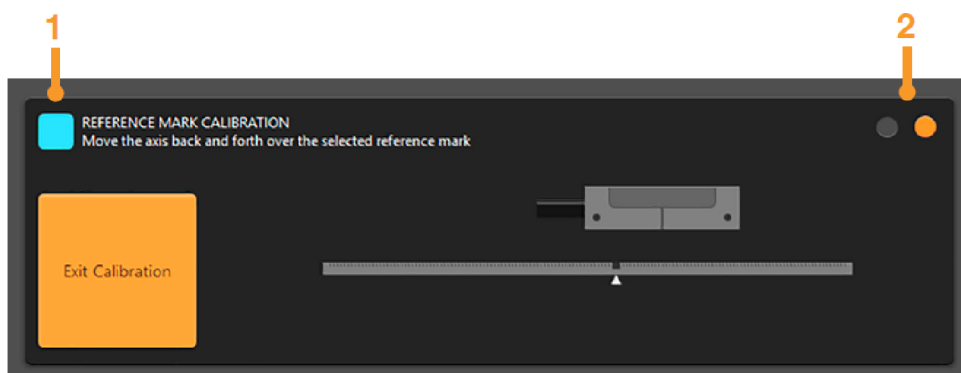 1
2
REFERENCE MARK CALIBRATION
Move the axis back and forth over the selected reference mark
Exit Calibration